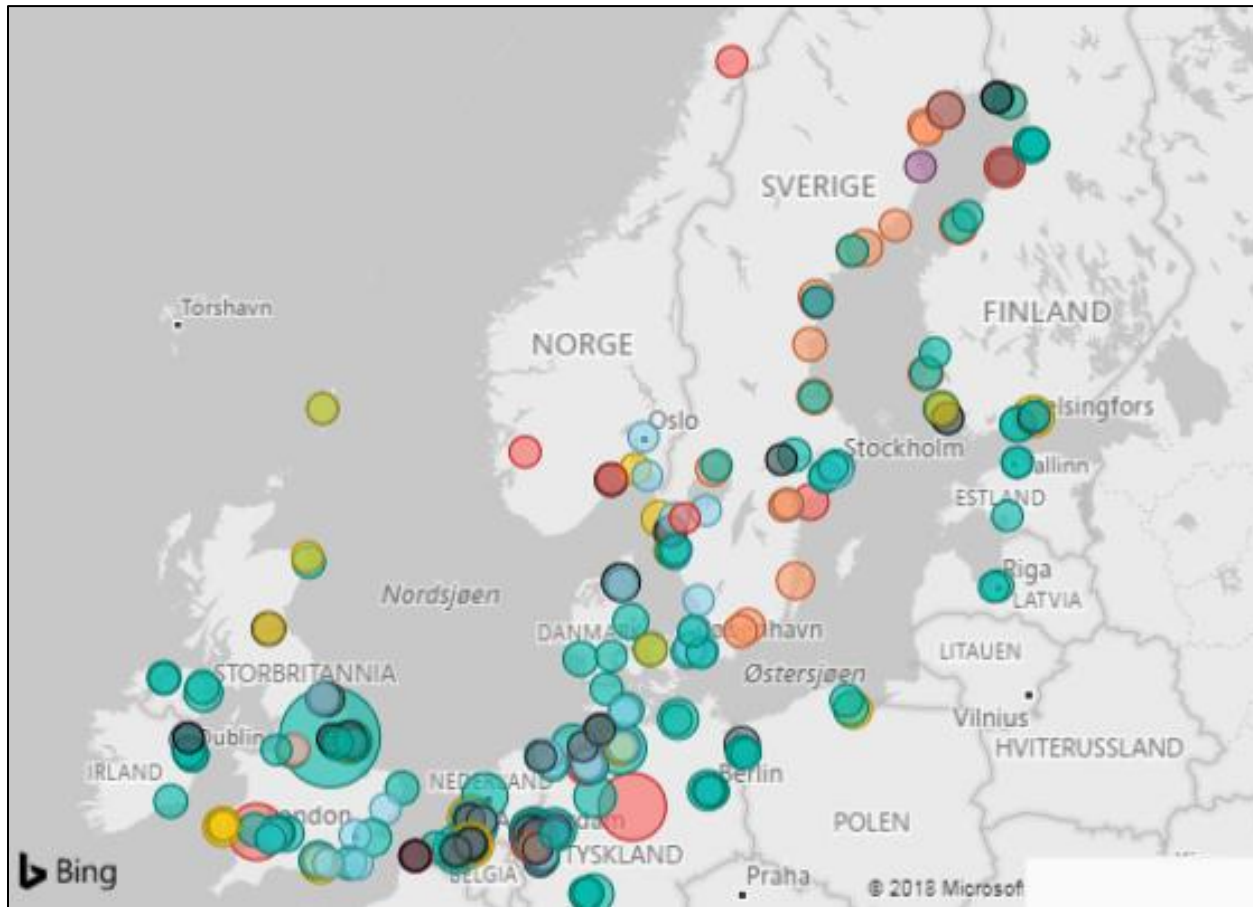 SVERIGE
Torshavn
FINLAND
NORGE
Oslo
Stockholm
ESTLAND
Nordsjøen
Riga
LATVIA
DANMARK
LITAUEN
STORBRITANNIA
Østersjøen
Vilnius
Dublin
HVITERUSSLAND
IRLAND
NEDERLAND
Berlin
POLEN
TYSKLAND
BELGIA
Praha
Bing
© 2018 Microsoft